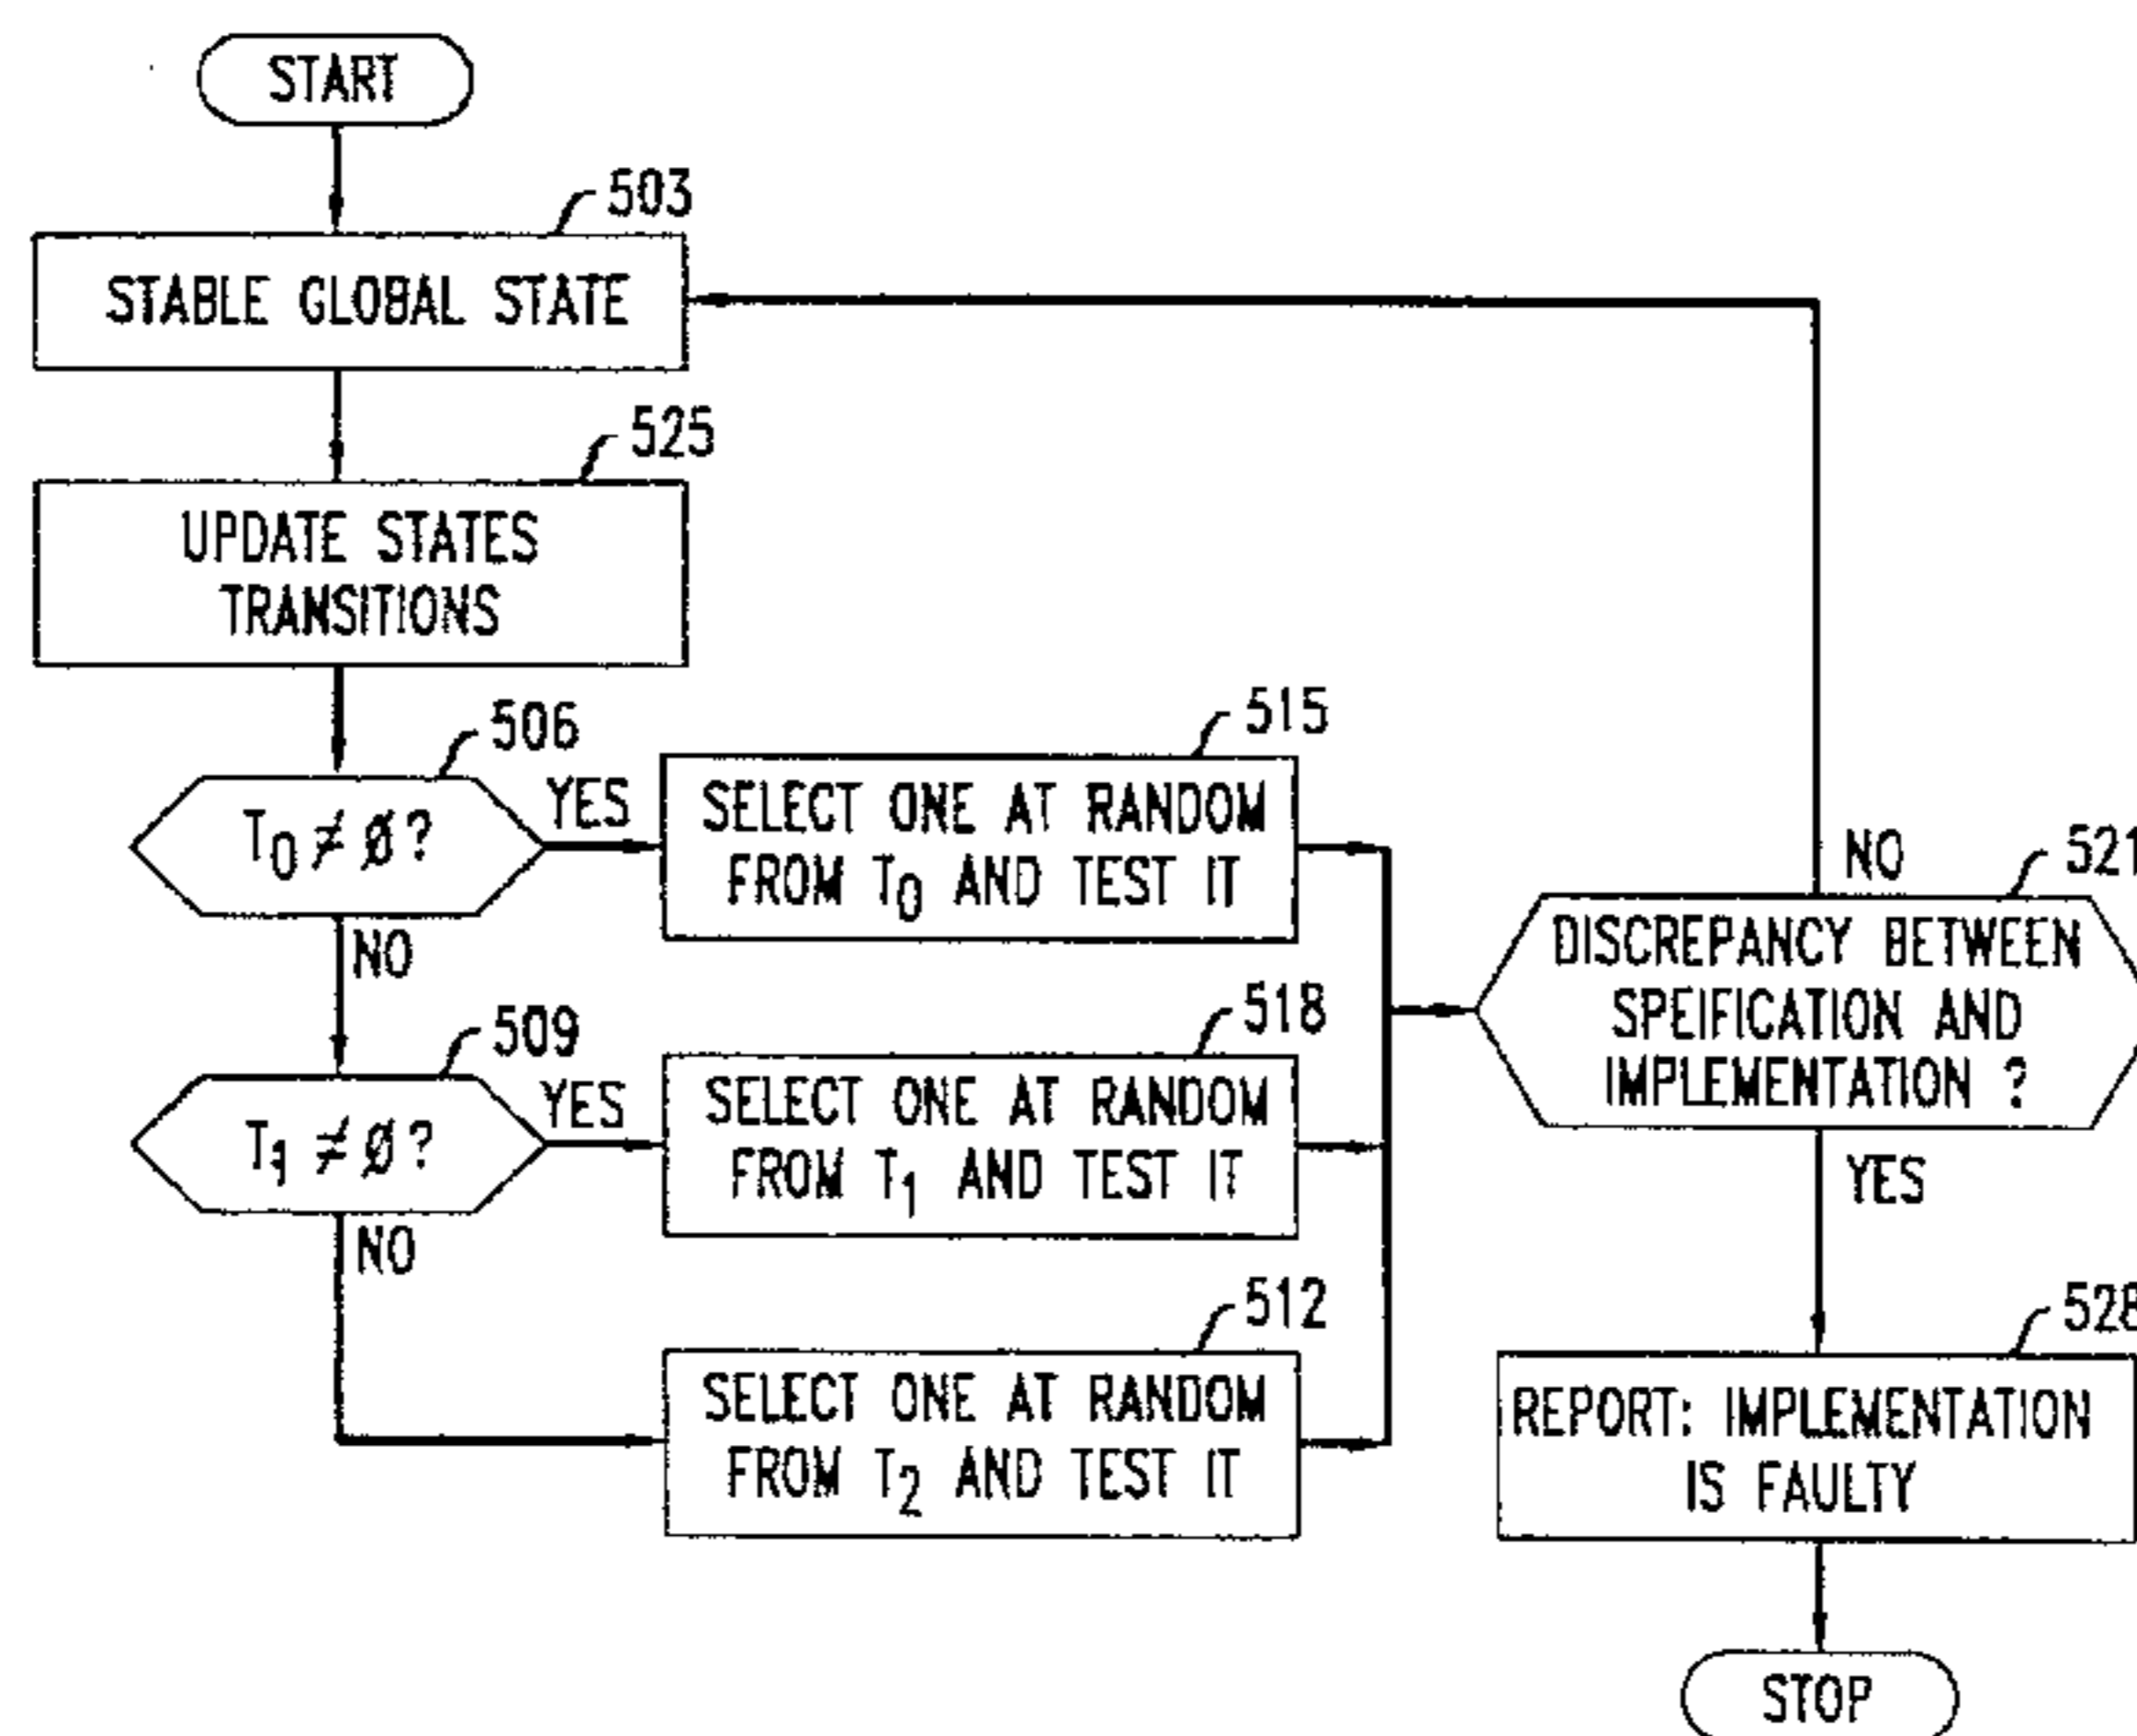 START
503
STABLE GLOBAL STATE
525
UPDATE STATES
TRANSITIONS
506
T0 ≠ Ø?
YES
NO
515
SELECT ONE AT RANDOM
FROM T0 AND TEST IT
509
T1 ≠ Ø?
YES
NO
518
SELECT ONE AT RANDOM
FROM T1 AND TEST IT
512
SELECT ONE AT RANDOM
FROM T2 AND TEST IT
NO
521
DISCREPANCY BETWEEN
SPEIFICATION AND
IMPLEMENTATION ?
YES
528
REPORT: IMPLEMENTATION
IS FAULTY
STOP